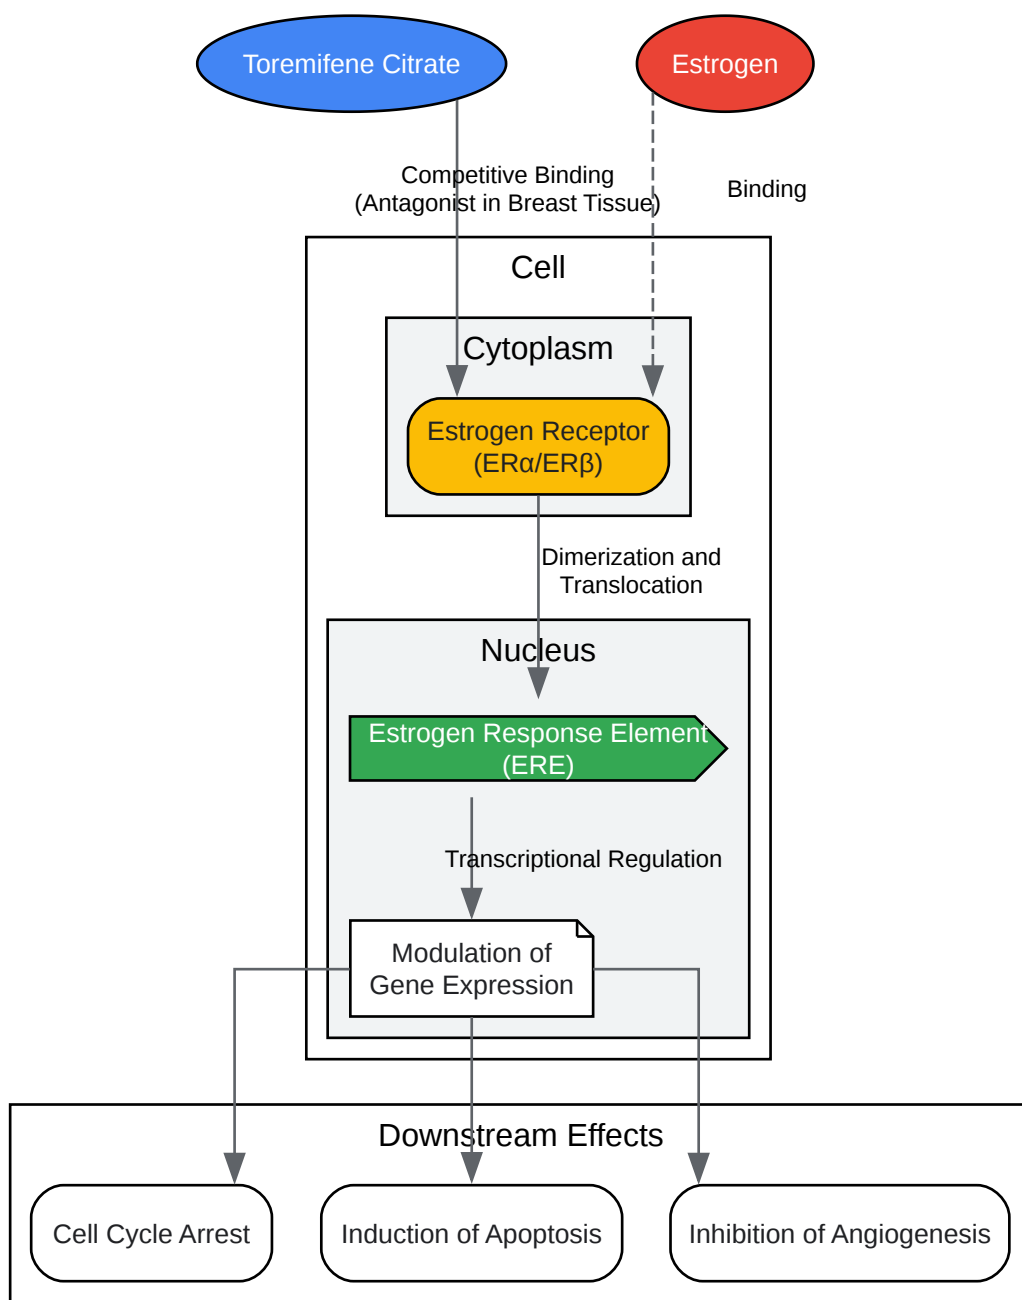 Toremifene Citrate
Estrogen
Competitive Binding
(Antagonist in Breast Tissue)
Binding
Cell
Cytoplasm
Estrogen Receptor
(ERα/ERβ)
Dimerization and
Translocation
Nucleus
Estrogen Response Element
(ERE)
Transcriptional Regulation
Modulation of
Gene Expression
Downstream Effects
Cell Cycle Arrest
Induction of Apoptosis
Inhibition of Angiogenesis